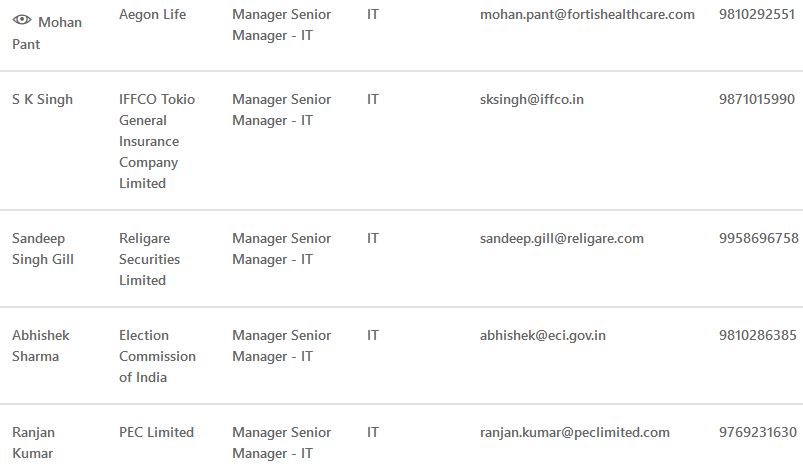 Mohan Pant Aegon Life Manager Senior Manager - IT IT mohan.pant@fortishealthcare.com 9810292551
S K Singh IFFCO Tokio General Insurance Company Limited Manager Senior Manager - IT IT sksingh@iffco.in 9871015990
Sandeep Singh Gill Religare Securities Limited Manager Senior Manager - IT IT sandeep.gill@religare.com 9958696758
Abhishek Sharma Election Commission of India Manager Senior Manager - IT IT abhishek@eci.gov.in 9810286385
Ranjan Kumar PEC Limited Manager Senior Manager - IT IT ranjan.kumar@peclimited.com 9769231630